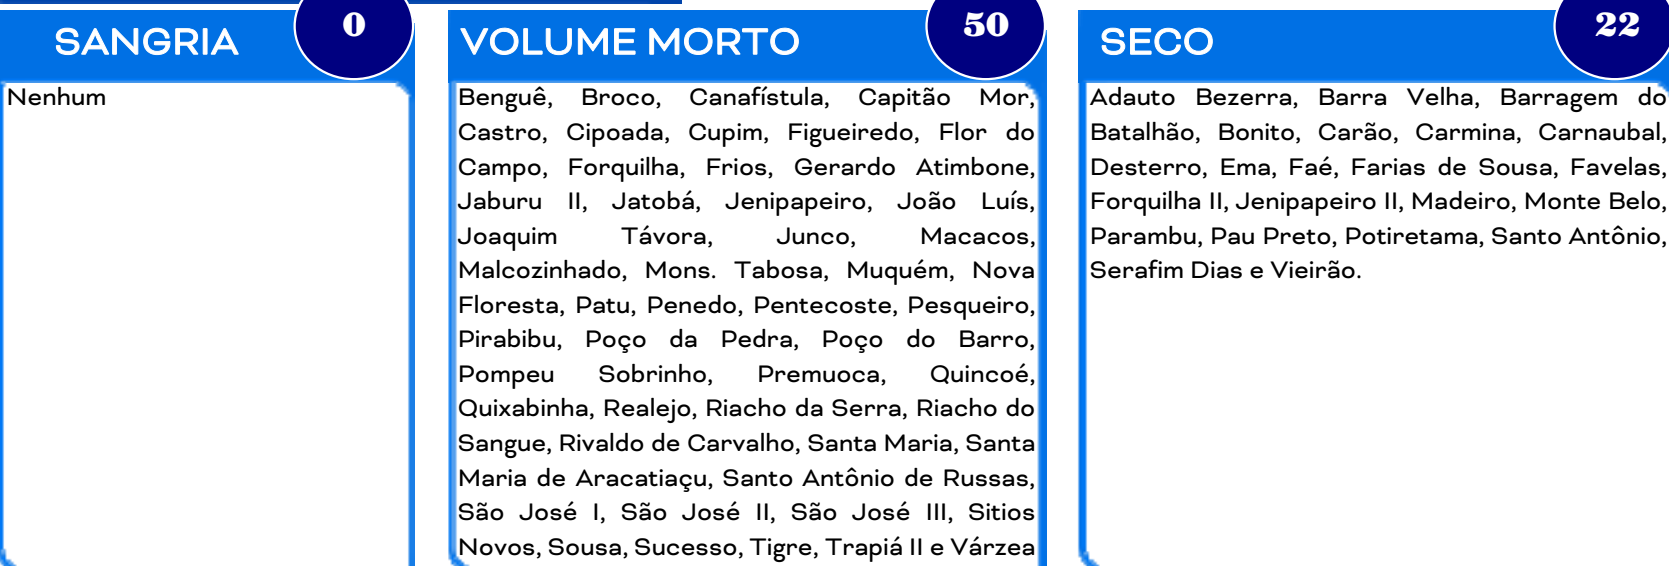 SANGRIA
0
Nenhum
VOLUME MORTO
50
Benguê, Broco, Canafístula, Capitão Mor,
Castro, Cipoada, Cupim, Figueiredo, Flor do
Campo, Forquilha, Frios, Gerardo Atimbone,
Jaburu II, Jatobá, Jenipapeiro, João Luís,
Joaquim Távora, Junco, Macacos,
Malcozinhado, Mons. Tabosa, Muquém, Nova
Floresta, Patu, Penedo, Pentecoste, Pesqueiro,
Pirabibu, Poço da Pedra, Poço do Barro,
Pompeu Sobrinho, Premuoca, Quincoé,
Quixabinha, Realejo, Riacho da Serra, Riacho do
Sangue, Rivaldo de Carvalho, Santa Maria, Santa
Maria de Aracatiaçu, Santo Antônio de Russas,
São José I, São José II, São José III, Sitios
Novos, Sousa, Sucesso, Tigre, Trapiá II e Várzea
SECO
22
Adauto Bezerra, Barra Velha, Barragem do
Batalhão, Bonito, Carão, Carmina, Carnaubal,
Desterro, Ema, Faé, Farias de Sousa, Favelas,
Forquilha II, Jenipapeiro II, Madeiro, Monte Belo,
Parambu, Pau Preto, Potiretama, Santo Antônio,
Serafim Dias e Vieirão.